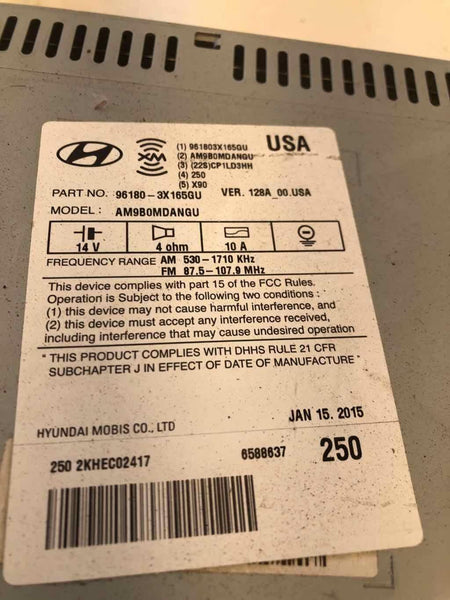 (1) 961803X165GU
USA
(2) AM9B0MDANGU
XM
(3) (22S)CP1LD3HH
(4) 250
(5) X90
PART NO. 96180-3X165GU VER. 128A_00.USA
MODEL : AM9B0MDANGU
14 V 4 ohm 10 A
FREQUENCY RANGE AM 530-1710 KHz
FM 87.5-107.9 MHz
This device complies with part 15 of the FCC Rules.
Operation is Subject to the following two conditions :
(1) this device may not cause harmful interference, and
(2) this device must accept any interference received,
including interference that may cause undesired operation
" THIS PRODUCT COMPLIES WITH DHHS RULE 21 CFR
SUBCHAPTER J IN EFFECT OF DATE OF MANUFACTURE "
JAN 15. 2015
HYUNDAI MOBIS CO., LTD
250 2KHEC02417 6588637 250